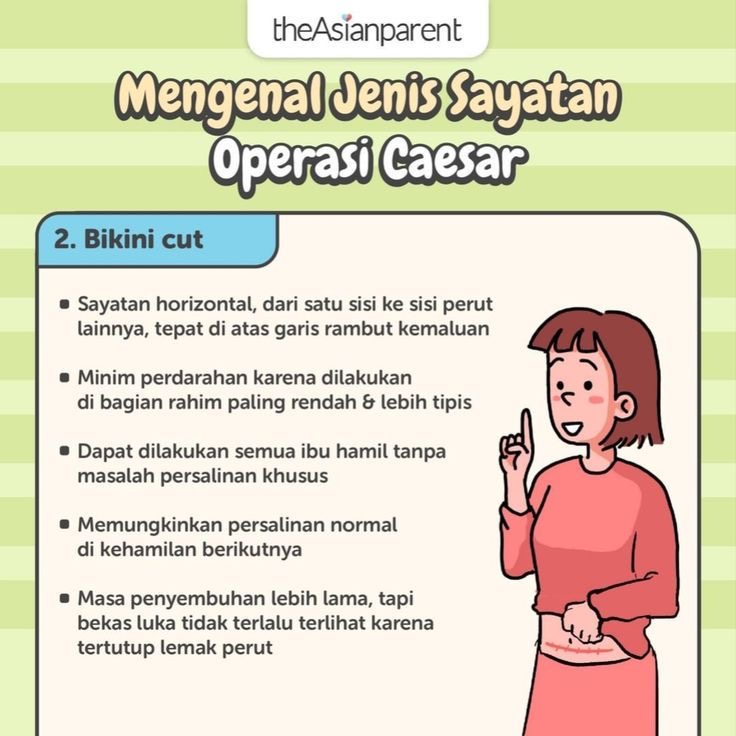 theAsianparent
Mengenal Jenis Sayatan
Operasi Caesar
2. Bikini cut
▪ Sayatan horizontal, dari satu sisi ke sisi perut
lainnya, tepat di atas garis rambut kemaluan
▪ Minim perdarahan karena dilakukan
di bagian rahim paling rendah & lebih tipis
▪ Dapat dilakukan semua ibu hamil tanpa
masalah persalinan khusus
▪ Memungkinkan persalinan normal
di kehamilan berikutnya
▪ Masa penyembuhan lebih lama, tapi
bekas luka tidak terlalu terlihat karena
tertutup lemak perut